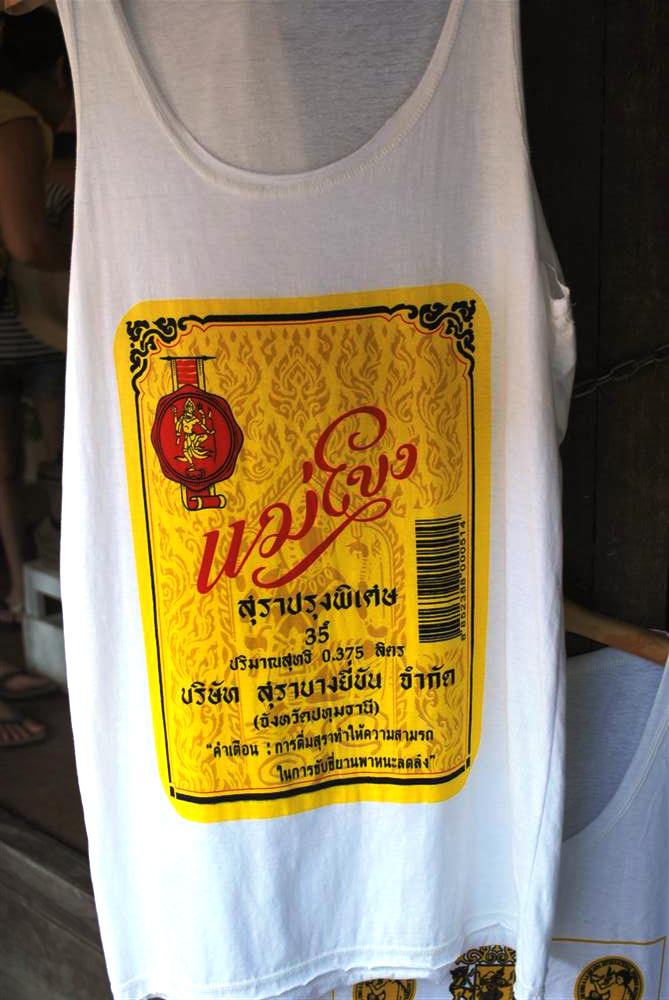 แม่โขง
สุราปรุงพิเศษ
35°
ปริมาณสุทธิ 0.375 ลิตร
บริษัท สุราบางยี่ขัน จำกัด
(จังหวัดปทุมธานี)
"คำเตือน : การดื่มสุราทำให้ความสามารถ
ในการขับขี่ยานพาหนะลดลง"
8 852388 000514